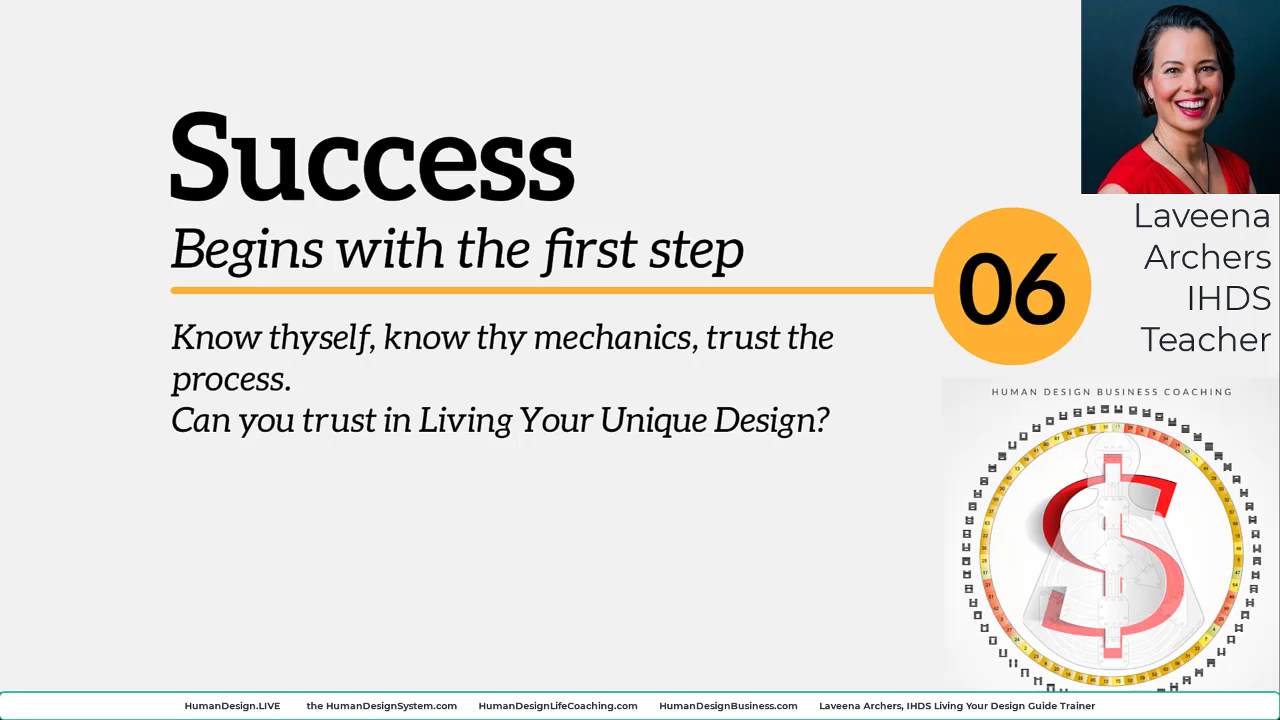 Success
Begins with the first step
06
Know thyself, know thy mechanics, trust the
process.
Can you trust in Living Your Unique Design?
Laveena
Archers
IHDS
Teacher
HUMAN DESIGN BUSINESS COACHING
HumanDesign.LIVE the HumanDesignSystem.com HumanDesignLifeCoaching.com HumanDesignBusiness.com Laveena Archers, IHDS Living Your Design Guide Trainer